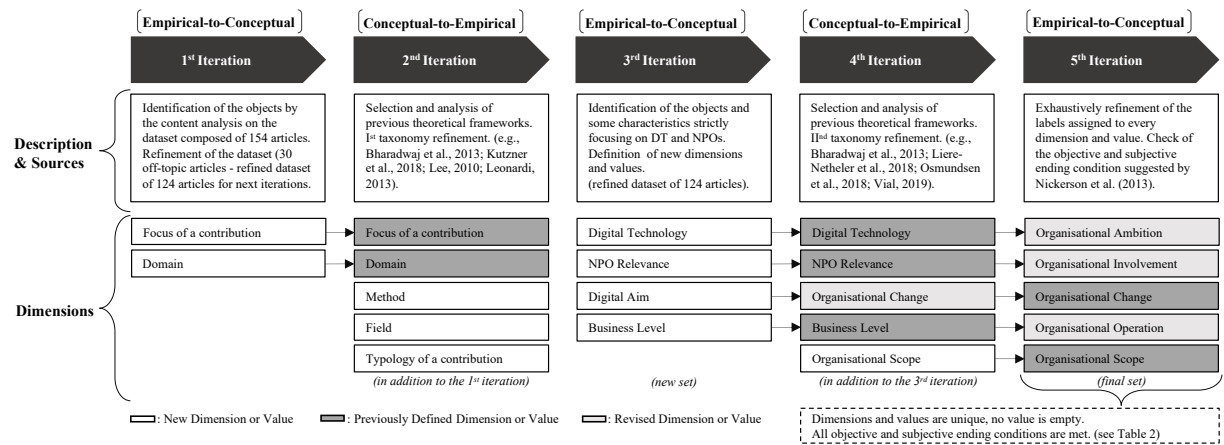 Empirical-to-Conceptual
Conceptual-to-Empirical
Empirical-to-Conceptual
Conceptual-to-Empirical
Empirical-to-Conceptual
1st Iteration
2nd Iteration
3rd Iteration
4th Iteration
5th Iteration
Description
& Sources
Identification of the objects by
the content analysis on the
dataset composed of 154 articles.
Refinement of the dataset (30
off-topic articles - refined dataset
of 124 articles for next iterations.
Selection and analysis of
previous theoretical frameworks.
Ist taxonomy refinement. (e.g.,
Bharadwaj et al., 2013; Kutzner
et al., 2018; Lee, 2010; Leonardi,
2013).
Identification of the objects and
some characteristics strictly
focusing on DT and NPOs.
Definition of new dimensions
and values.
(refined dataset of 124 articles).
Selection and analysis of
previous theoretical frameworks.
IInd taxonomy refinement. (e.g.,
Bharadwaj et al., 2013; Liere-
Netheler et al., 2018; Osmundsen
et al., 2018; Vial, 2019).
Exhaustively refinement of the
labels assigned to every
dimension and value. Check of
the objective and subjective
ending condition suggested by
Nickerson et al. (2013).
Dimensions
Focus of a contribution
Domain
Focus of a contribution
Domain
Method
Field
Typology of a contribution
(in addition to the 1st iteration)
Digital Technology
NPO Relevance
Digital Aim
Business Level
(new set)
Digital Technology
NPO Relevance
Organisational Change
Business Level
Organisational Scope
(in addition to the 3rd iteration)
Organisational Ambition
Organisational Involvement
Organisational Change
Organisational Operation
Organisational Scope
(final set)
: New Dimension or Value
: Previously Defined Dimension or Value
: Revised Dimension or Value
Dimensions and values are unique, no value is empty.
All objective and subjective ending conditions are met. (see Table 2)